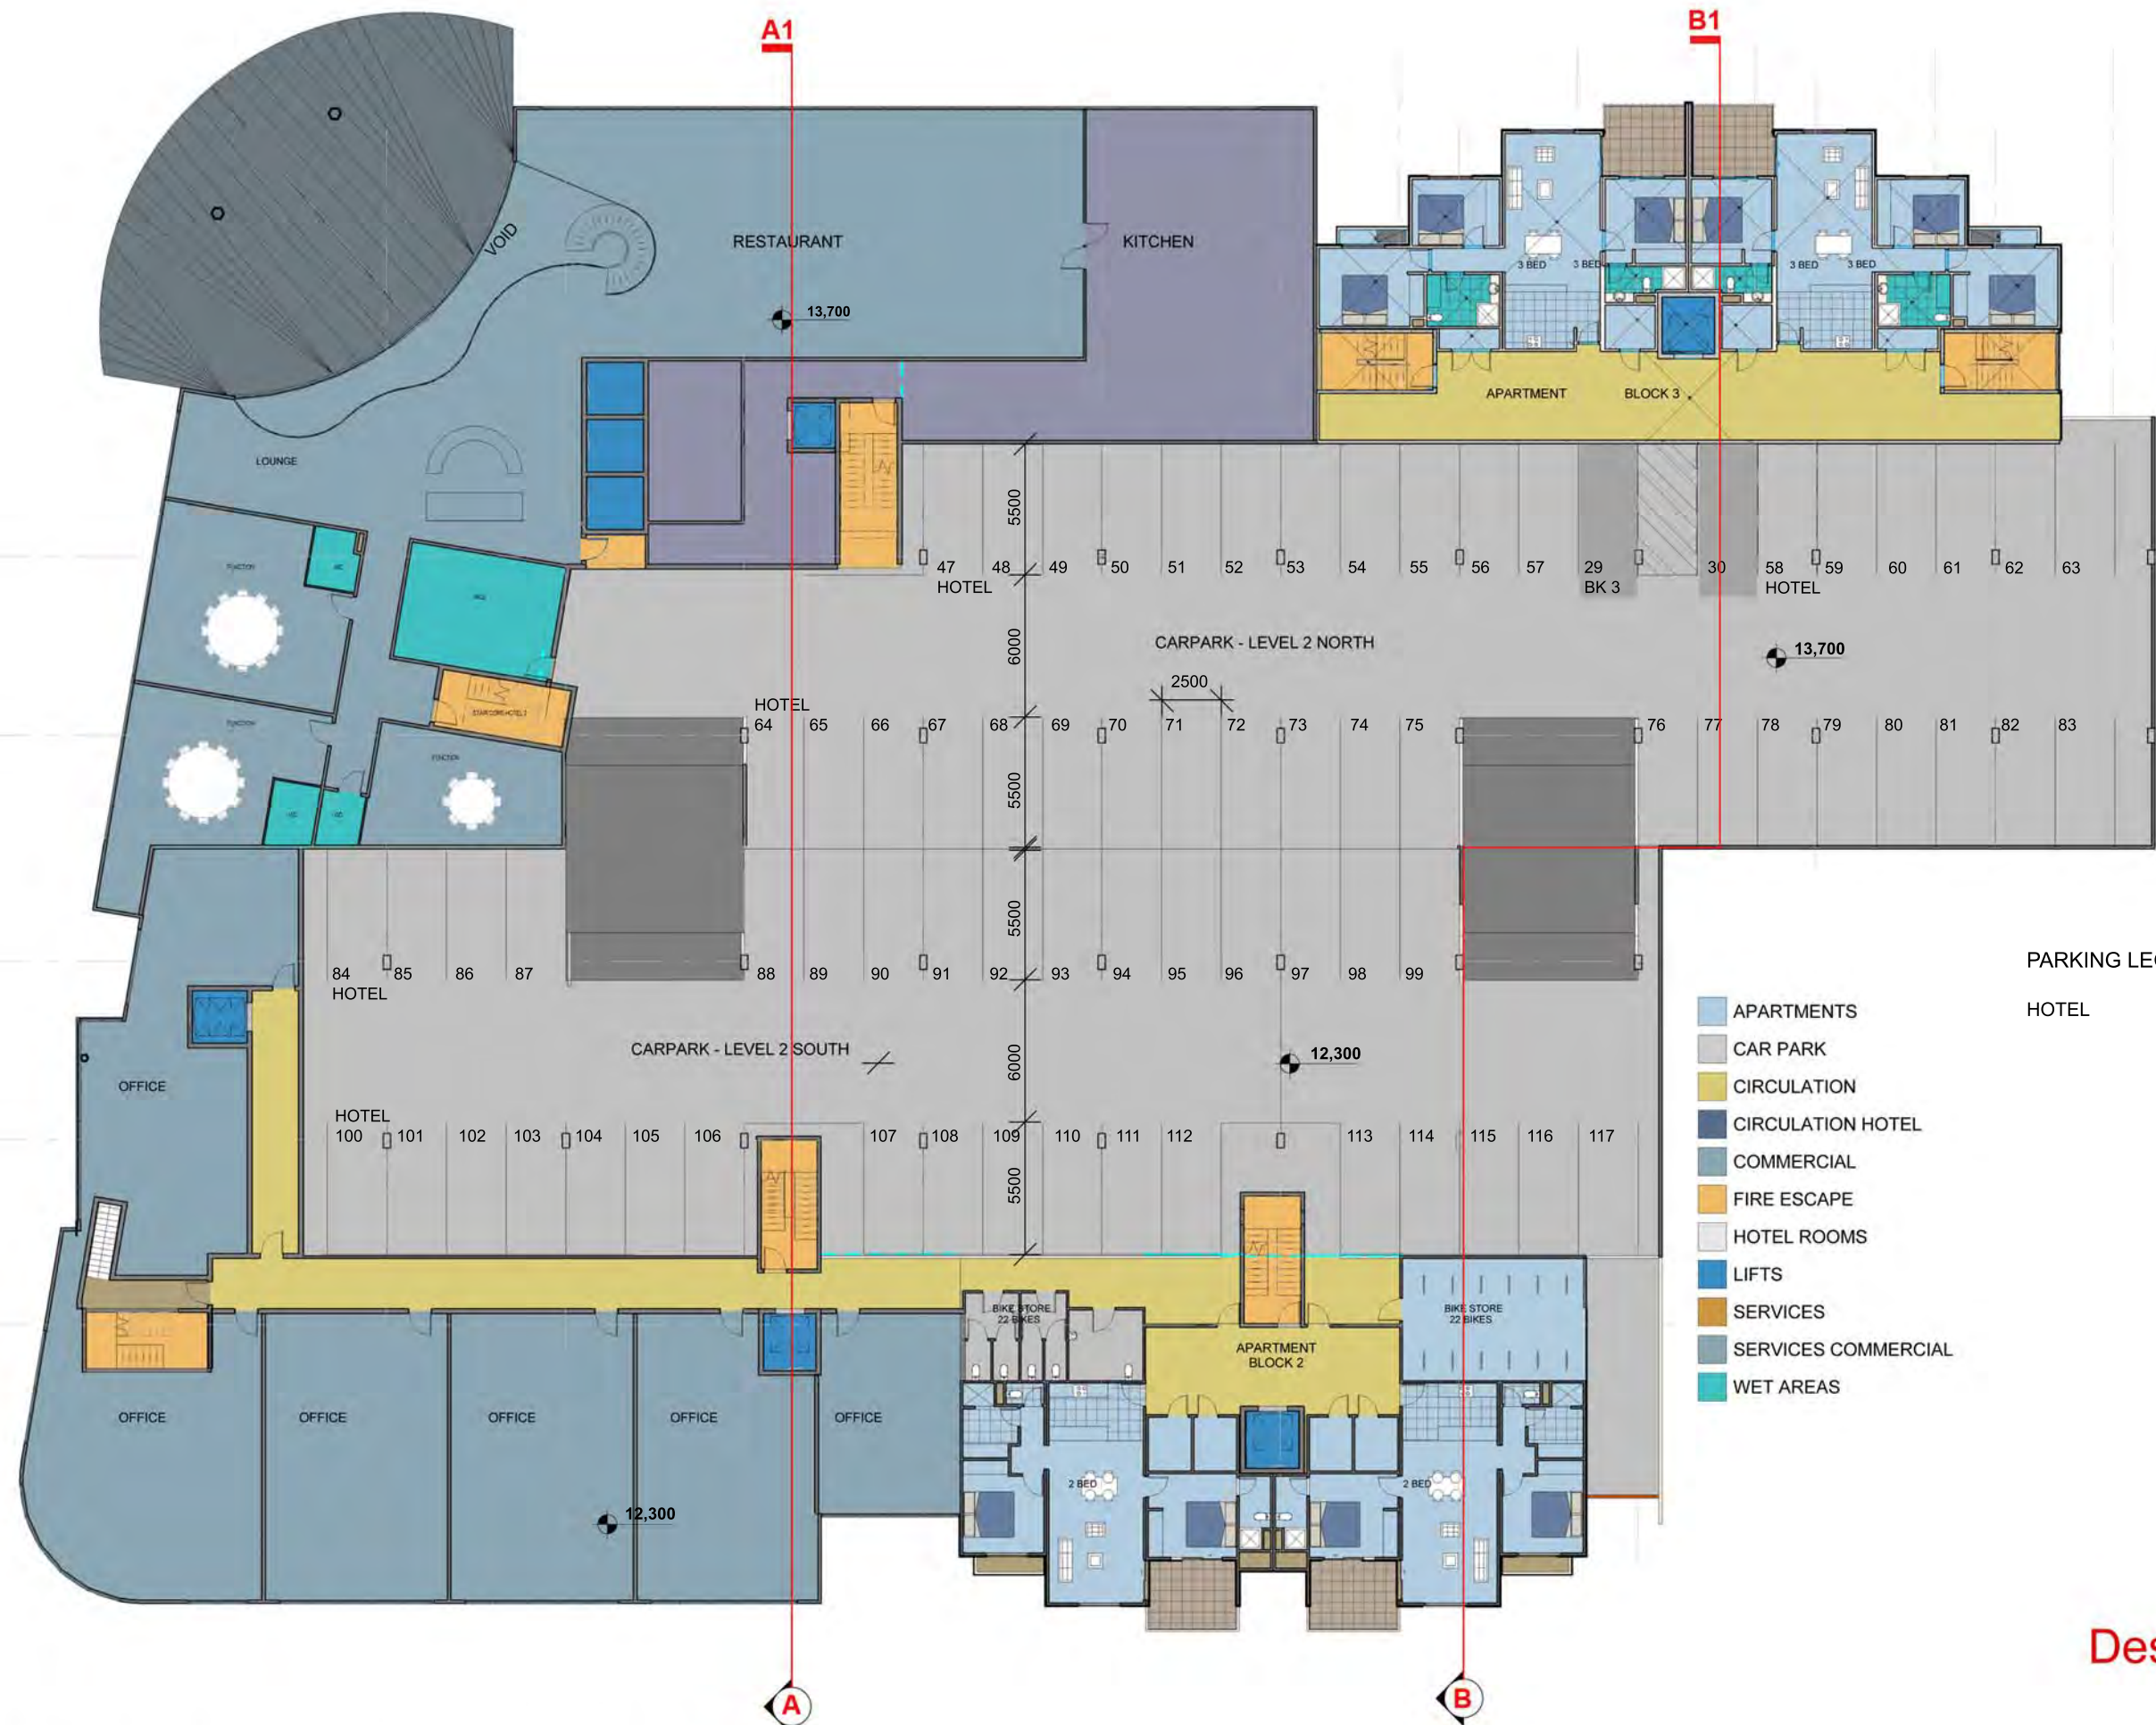 A1
B1
VOID
RESTAURANT
KITCHEN
13,700
3 BED
3 BED
3 BED
3 BED
APARTMENT
BLOCK 3
LOUNGE
5500
47
48
49
50
51
52
53
54
55
56
57
29
30
58
59
60
61
62
63
HOTEL
BK 3
HOTEL
FUNCTION
6000
CARPARK - LEVEL 2 NORTH
13,700
2500
HOTEL
64
65
66
67
68
69
70
71
72
73
74
75
76
77
78
79
80
81
82
83
FUNCTION
FUNCTION
5500
5500
84
85
86
87
88
89
90
91
92
93
94
95
96
97
98
99
HOTEL
PARKING LE
HOTEL
OFFICE
CARPARK - LEVEL 2 SOUTH
6000
12,300
HOTEL
100
101
102
103
104
105
106
107
108
109
110
111
112
113
114
115
116
117
5500
APARTMENTS
CAR PARK
CIRCULATION
CIRCULATION HOTEL
COMMERCIAL
FIRE ESCAPE
HOTEL ROOMS
LIFTS
SERVICES
SERVICES COMMERCIAL
WET AREAS
BIKE STORE
22 BIKES
BIKE STORE
22 BIKES
APARTMENT
BLOCK 2
OFFICE
OFFICE
OFFICE
OFFICE
OFFICE
2 BED
2 BED
12,300
Des
A
B